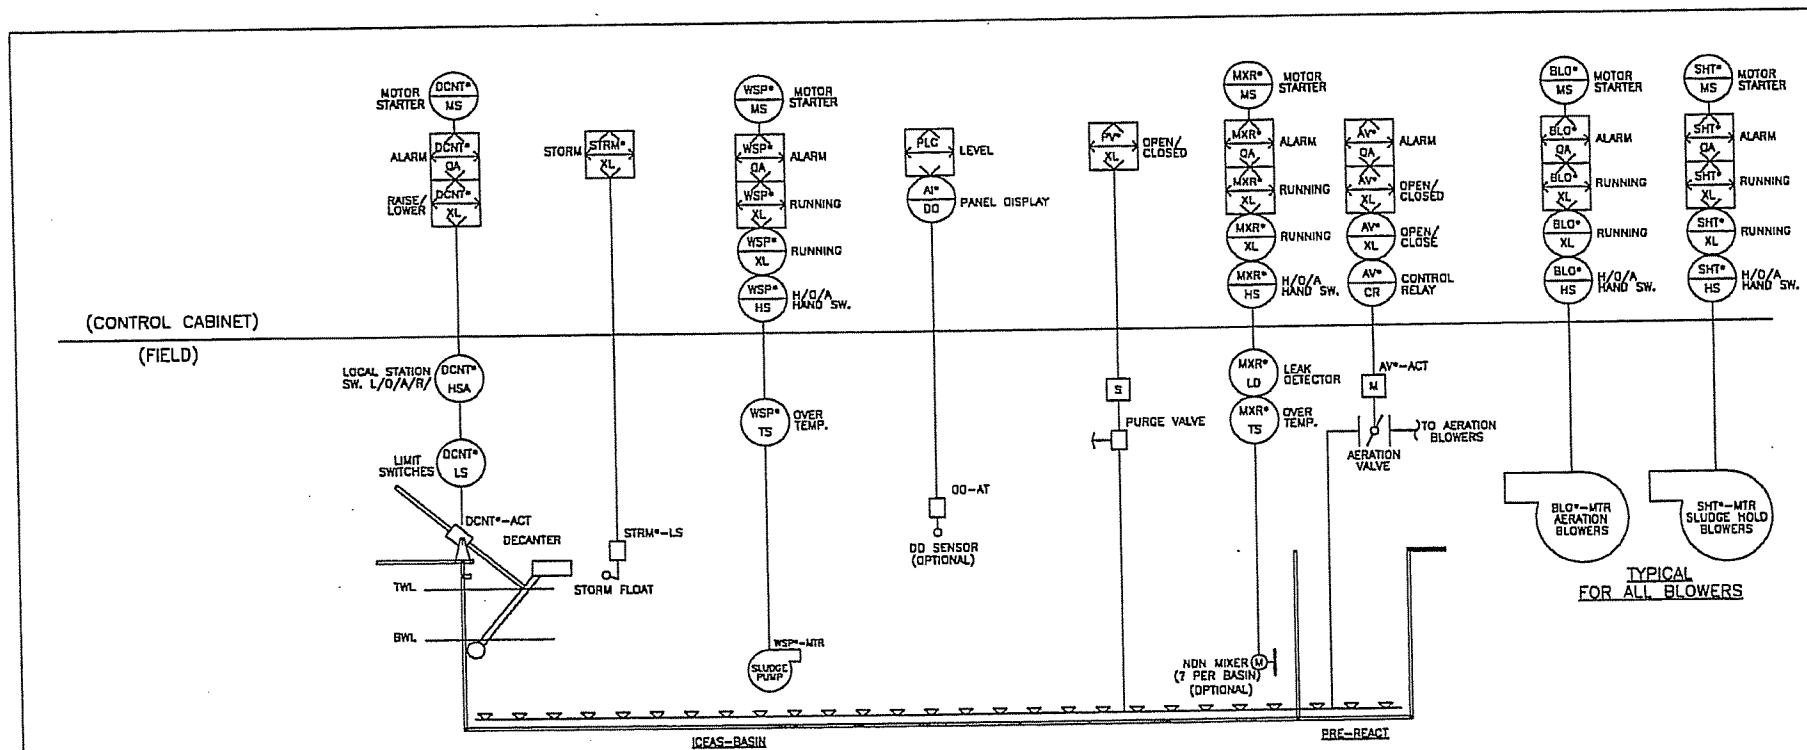 MOTOR
STARTER
DCNT*
MS
ALARM
DCNT*
QA
RAISE/
LOWER
DCNT*
XL
STORM
STRM*
XL
WSP*
MS
MOTOR
STARTER
WSP*
QA
ALARM
WSP*
XL
RUNNING
WSP*
XL
RUNNING
WSP*
HS
H/O/A
HAND SW.
PLC
LEVEL
AI*
DO
PANEL DISPLAY
PV*
XL
OPEN/
CLOSED
MXR*
MS
MOTOR
STARTER
MXR*
QA
ALARM
MXR*
XL
RUNNING
MXR*
XL
RUNNING
MXR*
HS
H/O/A
HAND SW.
AV*
QA
ALARM
AV*
XL
OPEN/
CLOSED
AV*
XL
OPEN/
CLOSE
AV*
CR
CONTROL
RELAY
BLO*
MS
MOTOR
STARTER
BLO*
QA
ALARM
BLO*
XL
RUNNING
BLO*
XL
RUNNING
BLO*
HS
H/O/A
HAND SW.
SHT*
MS
MOTOR
STARTER
SHT*
QA
ALARM
SHT*
XL
RUNNING
SHT*
XL
RUNNING
SHT*
HS
H/O/A
HAND SW.
(CONTROL CABINET)
(FIELD)
LOCAL STATION
SW. L/O/A/R/
DCNT*
HSA
LIMIT
SWITCHES
DCNT*
LS
DCNT*-ACT
DECANTER
TWL
BWL
STRM*-LS
STORM FLOAT
WSP*
TS
OVER
TEMP.
WSP*-MTR
SLUDGE
PUMP
DO-AT
DO SENSOR
(OPTIONAL)
S
PURGE VALVE
MXR*
LD
LEAK
DETECTOR
MXR*
TS
OVER
TEMP.
NDN MIXER
(? PER BASIN)
(OPTIONAL)
M
AV*-ACT
M
TO AERATION
BLOWERS
AERATION
VALVE
BLO*-MTR
AERATION
BLOWERS
SHT*-MTR
SLUDGE HOLD
BLOWERS
TYPICAL
FOR ALL BLOWERS
ICEAS-BASIN
PRE-REACT